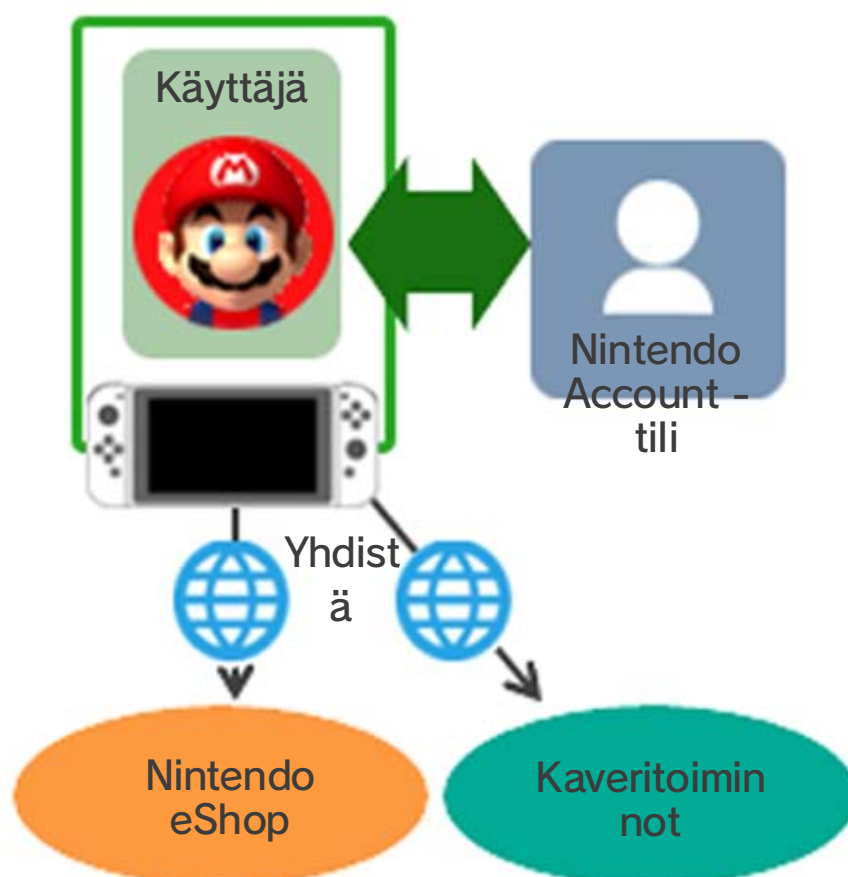 Käyttäjä
M
Nintendo
Account -
tili
Yhdist
ä
Nintendo
eShop
Kaveritoimin
not